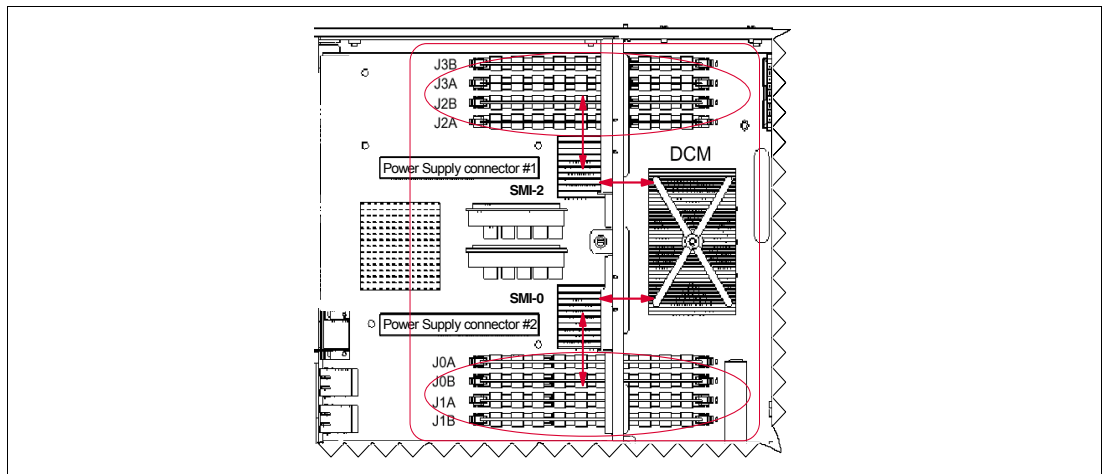 J3B
J3A
J2B
J2A
DCM
Power Supply connector #1
SMI-2
SMI-0
Power Supply connector #2
J0A
J0B
J1A
J1B